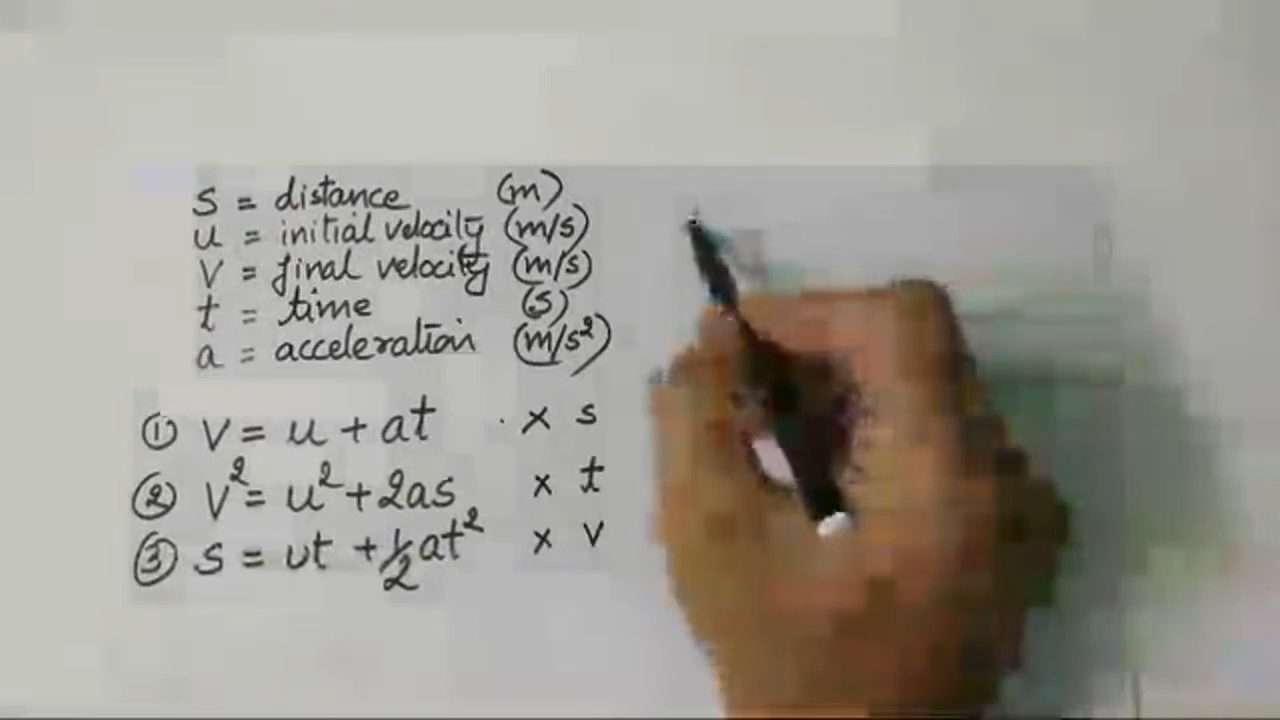 s = distance (m)
u = initial velocity (m/s)
v = final velocity (m/s)
t = time (s)
a = acceleration (m/s²)
① v = u + at × s
② v² = u² + 2as × t
③ s = ut + ½at² × v